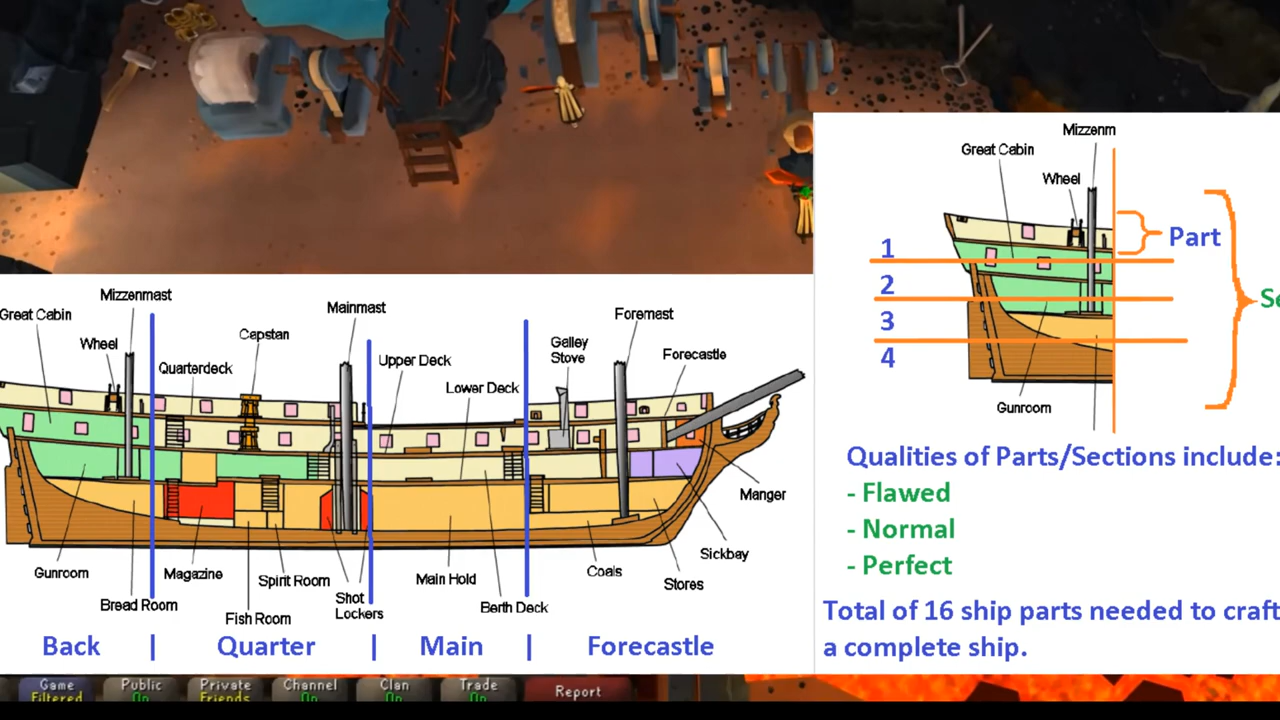 Great Cabin
Mizzenmast
Wheel
Quarterdeck
Capstan
Mainmast
Upper Deck
Lower Deck
Galley
Stove
Foremast
Forecastle
Gunroom
Bread Room
Magazine
Fish Room
Spirit Room
Shot
Lockers
Main Hold
Berth Deck
Coals
Stores
Sickbay
Manger
Back | Quarter | Main | Forecastle
Mizzenm
Great Cabin
Wheel
Part
1
2
3
4
Se
Gunroom
Qualities of Parts/Sections include:
- Flawed
- Normal
- Perfect
Total of 16 ship parts needed to craft
a complete ship.
Game Public Private Channel Clan Trade Report
Filtered On Friends On On On